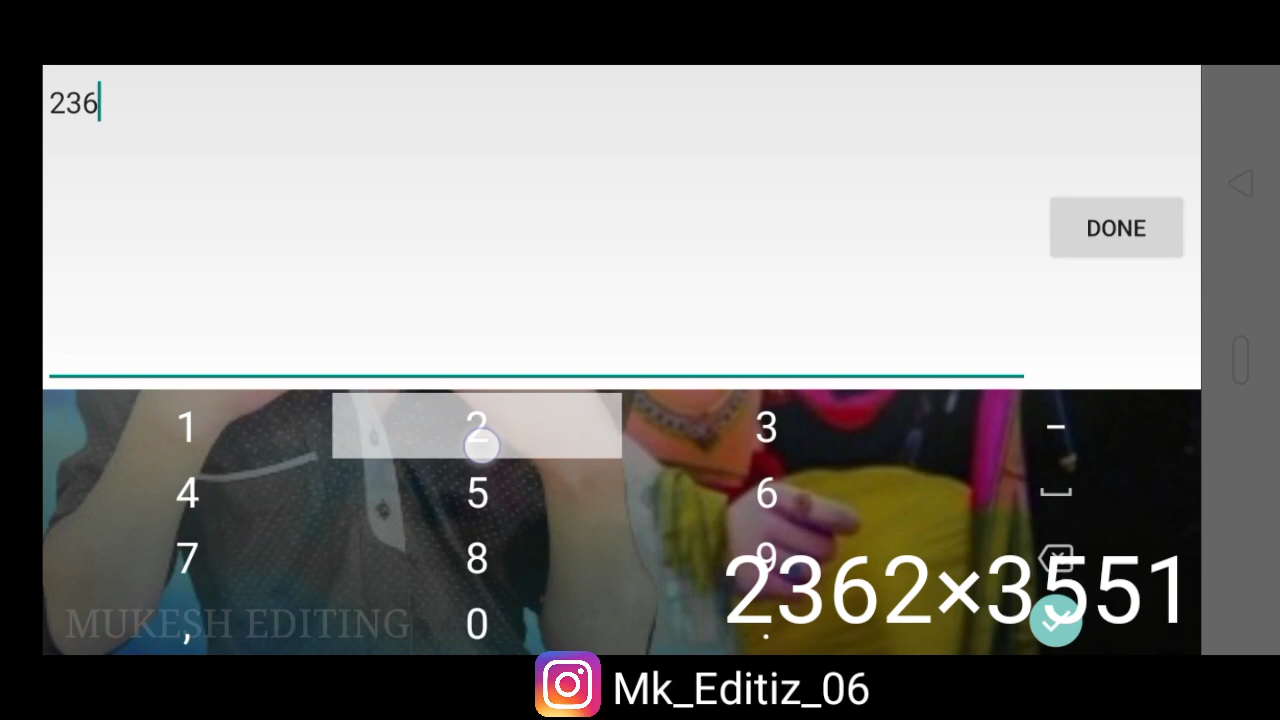 236
DONE
1 2 3 –
4 5 6
7 8 9
2362×3551
MUKESH EDITING
, 0 .
Mk_Editiz_06